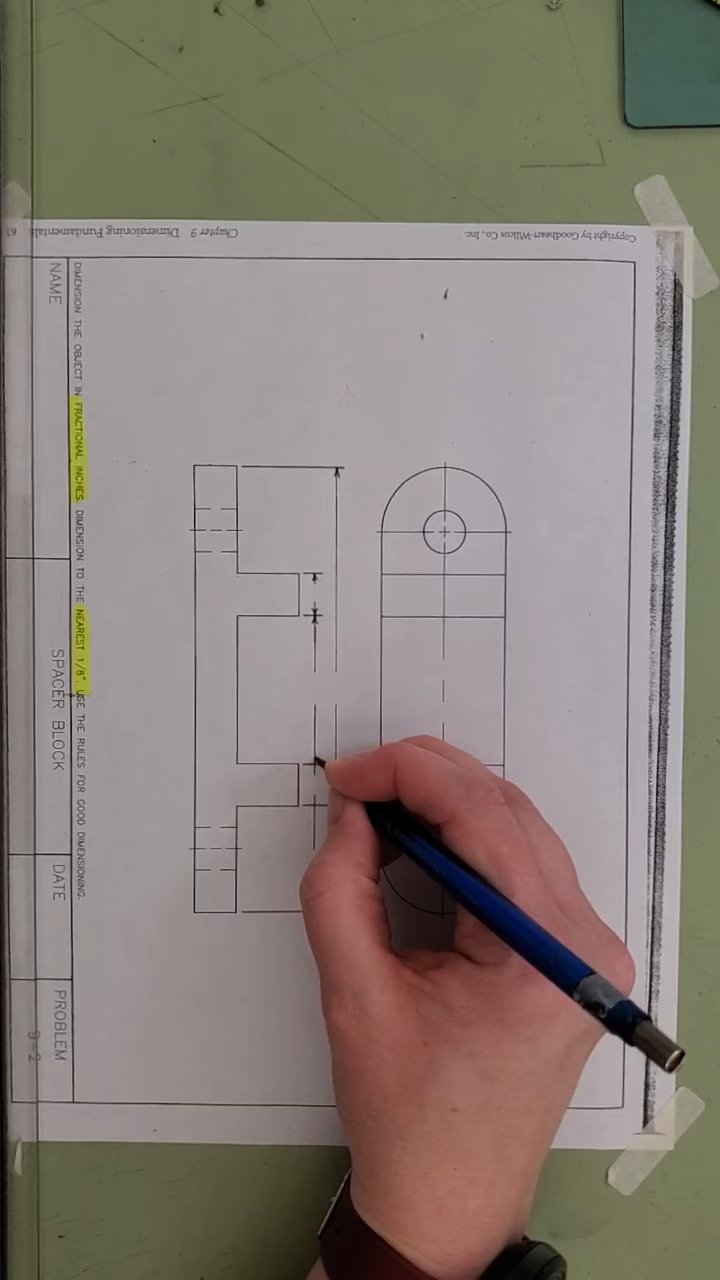 Copyright by Goodheart-Willcox Co., Inc.
Chapter 9 Dimensioning Fundamentals
DIMENSION THE OBJECT IN FRACTIONAL INCHES. DIMENSION TO THE NEAREST 1/8". USE THE RULES FOR GOOD DIMENSIONING.
NAME
SPACER BLOCK
DATE
PROBLEM
9-2